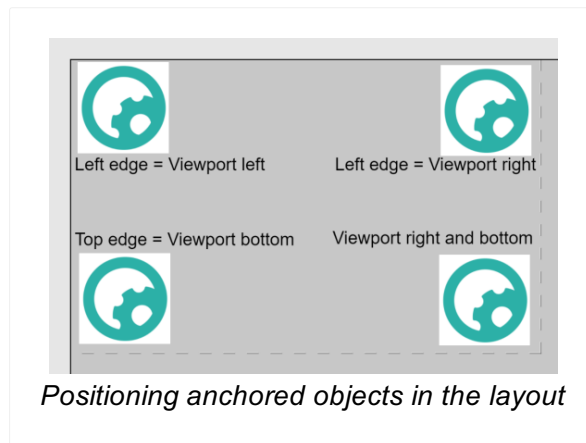 Left edge = Viewport left
Left edge = Viewport right
Top edge = Viewport bottom
Viewport right and bottom
Positioning anchored objects in the layout